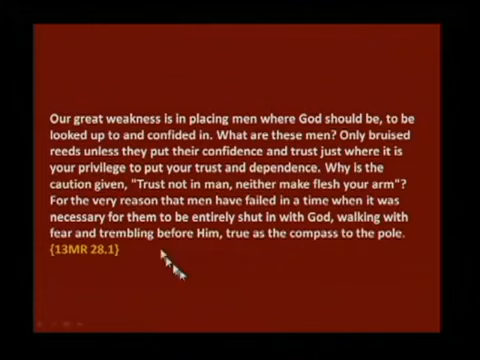 Our great weakness is in placing men where God should be, to be
looked up to and confided in. What are these men? Only bruised
reeds unless they put their confidence and trust just where it is
your privilege to put your trust and dependence. Why is the
caution given, "Trust not in man, neither make flesh your arm"?
For the very reason that men have failed in a time when it was
necessary for them to be entirely shut in with God, walking with
fear and trembling before Him, true as the compass to the pole.
{13MR 28.1}